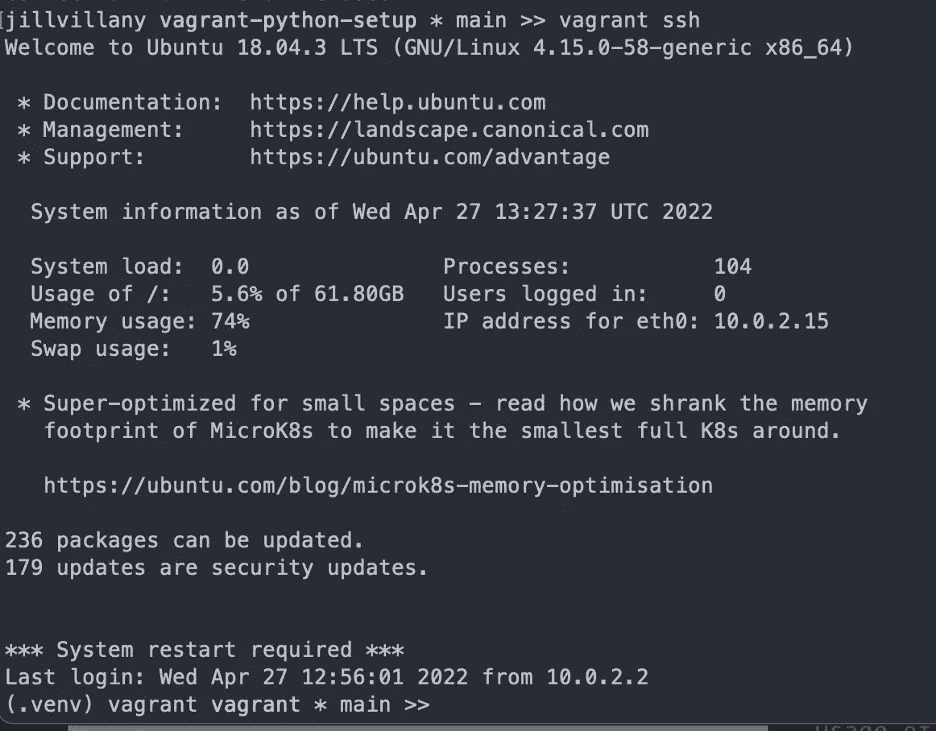 jillvillany vagrant-python-setup * main >> vagrant ssh
Welcome to Ubuntu 18.04.3 LTS (GNU/Linux 4.15.0-58-generic x86_64)
* Documentation: https://help.ubuntu.com
* Management: https://landscape.canonical.com
* Support: https://ubuntu.com/advantage
System information as of Wed Apr 27 13:27:37 UTC 2022
System load: 0.0 Processes: 104
Usage of /: 5.6% of 61.80GB Users logged in: 0
Memory usage: 74% IP address for eth0: 10.0.2.15
Swap usage: 1%
* Super-optimized for small spaces - read how we shrank the memory
footprint of MicroK8s to make it the smallest full K8s around.
https://ubuntu.com/blog/microk8s-memory-optimisation
236 packages can be updated.
179 updates are security updates.
*** System restart required ***
Last login: Wed Apr 27 12:56:01 2022 from 10.0.2.2
(.venv) vagrant vagrant * main >>